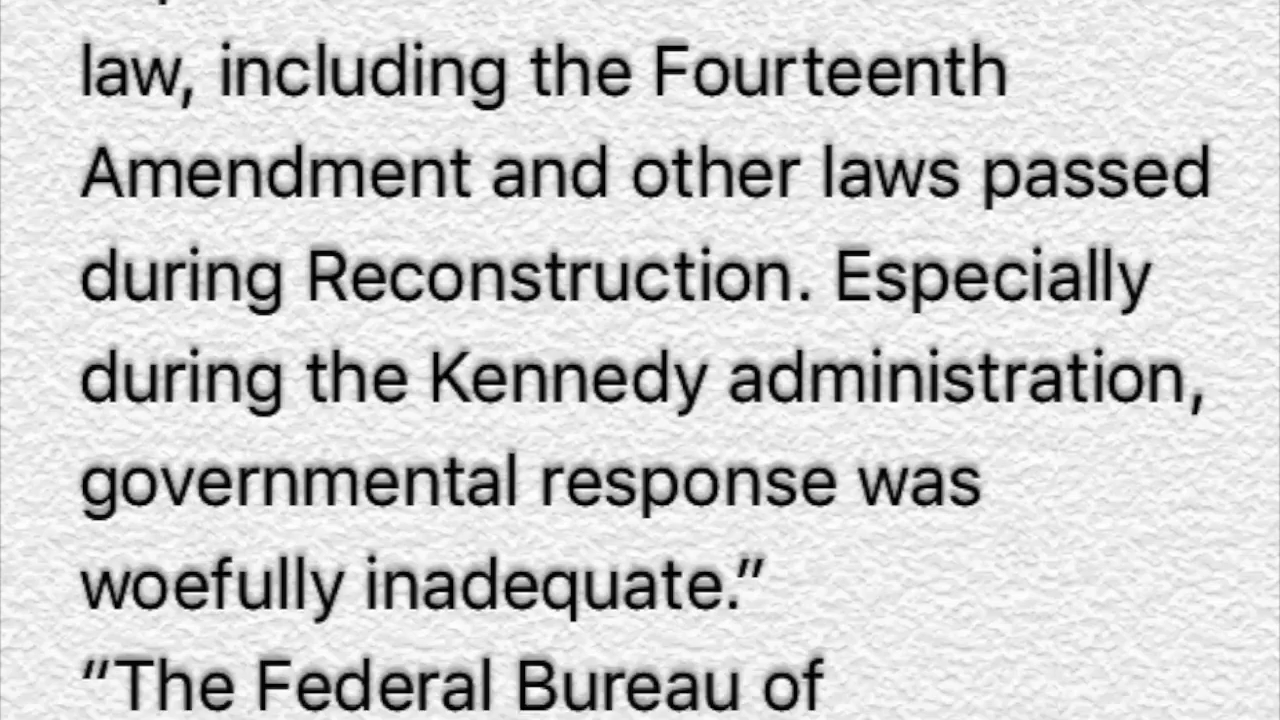 law, including the Fourteenth
Amendment and other laws passed
during Reconstruction. Especially
during the Kennedy administration,
governmental response was
woefully inadequate.”
“The Federal Bureau of